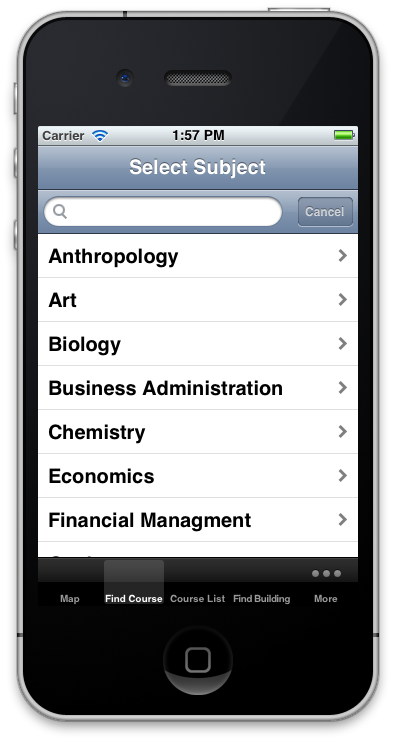 Carrier 1:57 PM
Select Subject
Cancel
Anthropology
Art
Biology
Business Administration
Chemistry
Economics
Financial Managment
Map Find Course Course List Find Building More